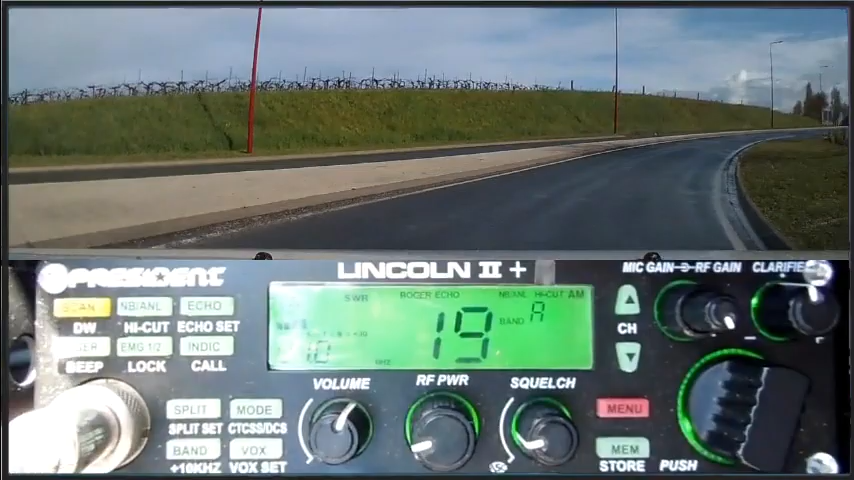 PRESIDENT LINCOLN II +
MIC GAIN RF GAIN CLARIFIER
SCAN NB/ANL ECHO
DW HI-CUT ECHO SET
EMG 1/2 INDIC
BEEP LOCK CALL
SWR ROGER ECHO NB/ANL HI-CUT AM
19 BAND A
1.0
CH
VOLUME RF PWR SQUELCH
SPLIT MODE
SPLIT SET CTCSS/DCS
BAND VOX
+10KHZ VOX SET
MENU
MEM
STORE PUSH